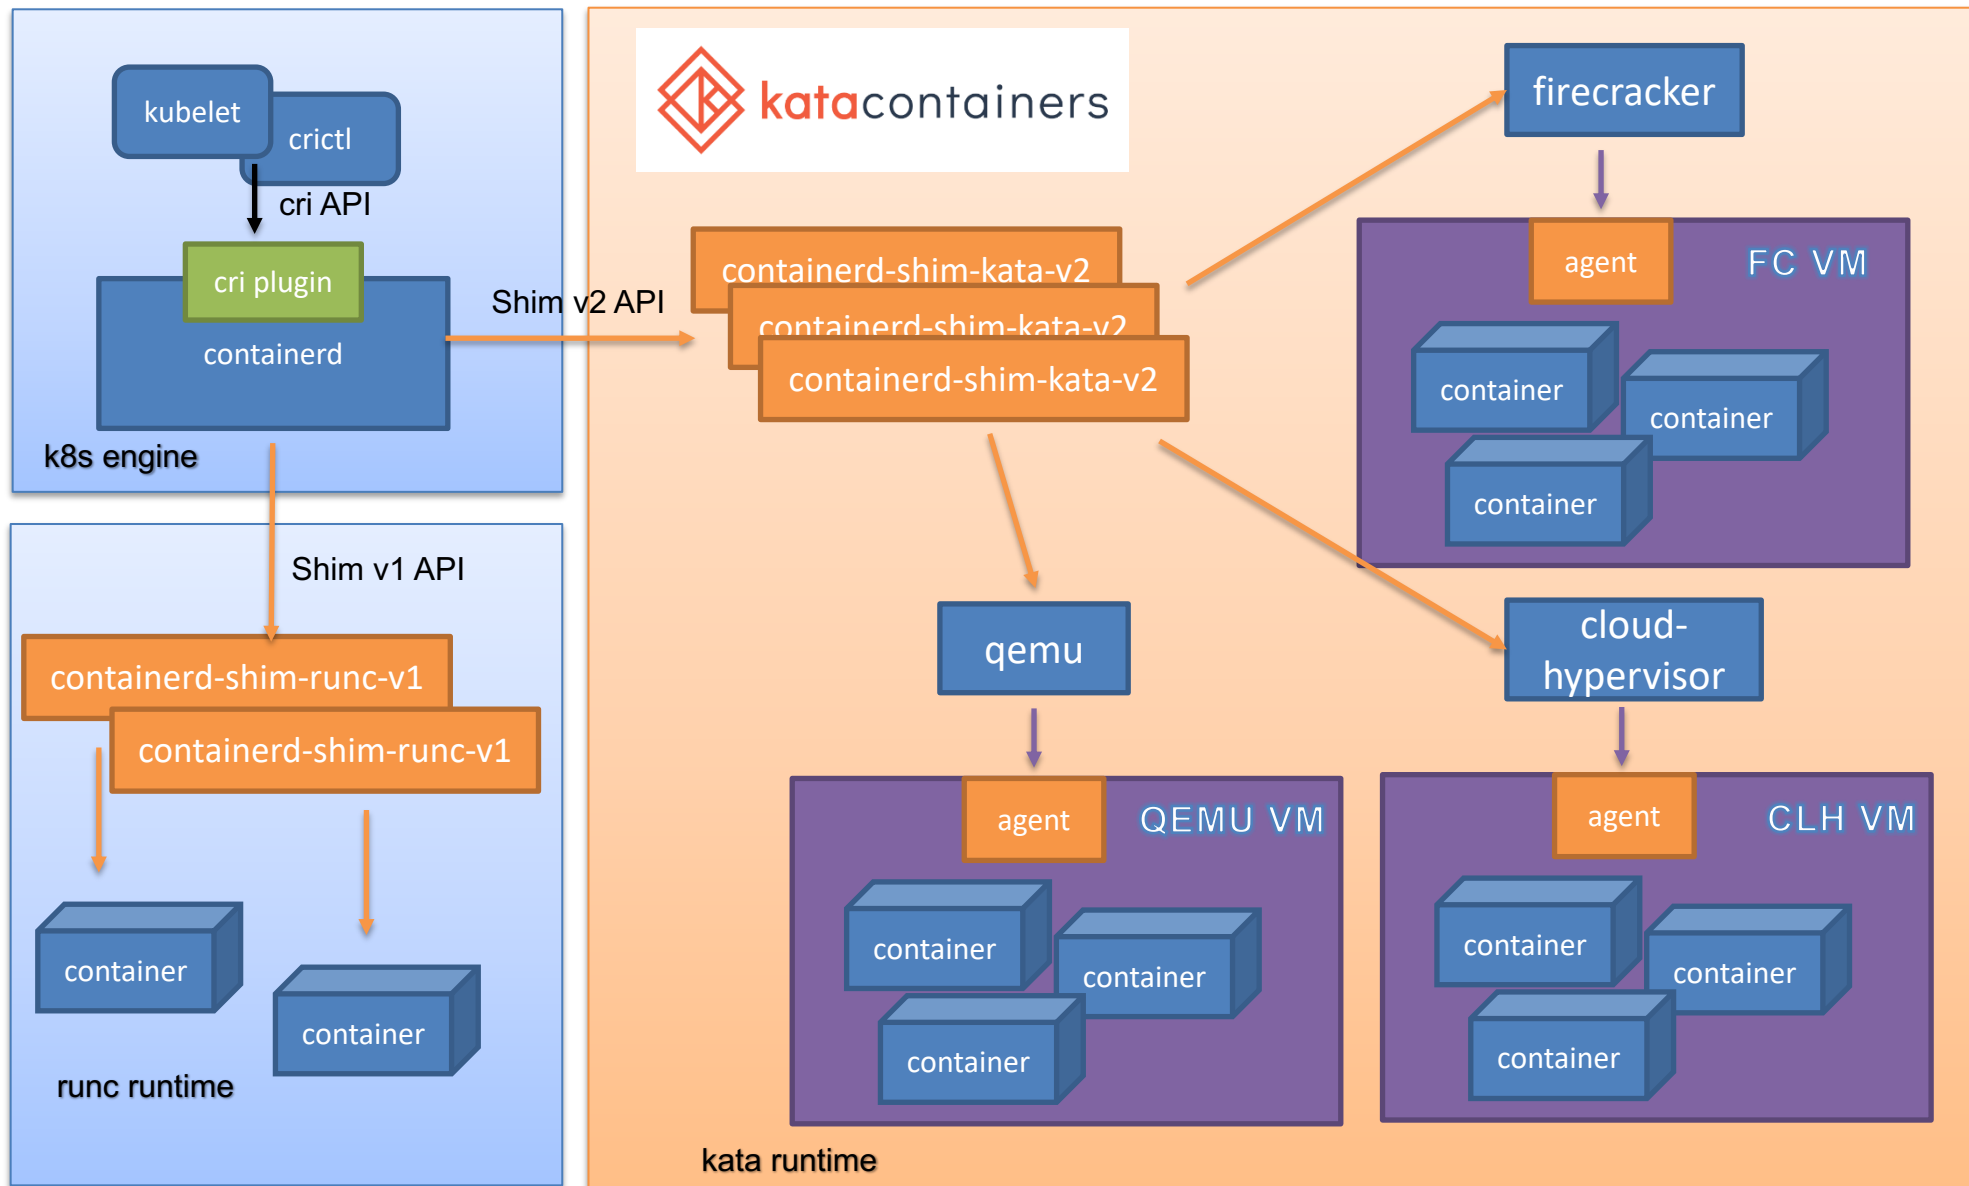 kubelet
crictl
cri API
cri plugin
containerd
k8s engine
Shim v2 API
Shim v1 API
containerd-shim-runc-v1
containerd-shim-runc-v1
container
container
runc runtime
katacontainers
containerd-shim-kata-v2
containerd-shim-kata-v2
containerd-shim-kata-v2
firecracker
agent
FC VM
container
container
container
qemu
agent
QEMU VM
container
container
container
cloud-
hypervisor
agent
CLH VM
container
container
container
kata runtime